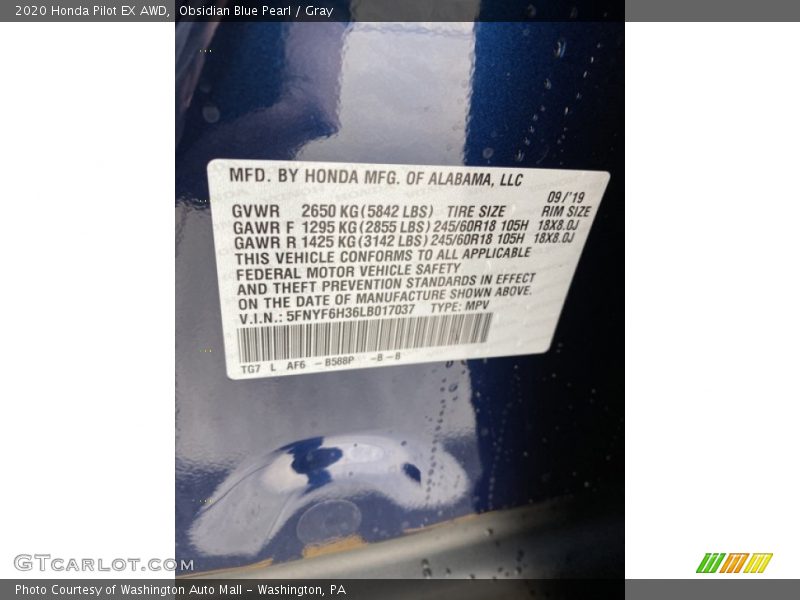 2020 Honda Pilot EX AWD, Obsidian Blue Pearl / Gray
MFD. BY HONDA MFG. OF ALABAMA, LLC
09/'19
GVWR 2650 KG (5842 LBS) TIRE SIZE RIM SIZE
GAWR F 1295 KG (2855 LBS) 245/60R18 105H 18X8.0J
GAWR R 1425 KG (3142 LBS) 245/60R18 105H 18X8.0J
THIS VEHICLE CONFORMS TO ALL APPLICABLE
FEDERAL MOTOR VEHICLE SAFETY
AND THEFT PREVENTION STANDARDS IN EFFECT
ON THE DATE OF MANUFACTURE SHOWN ABOVE.
V.I.N.: 5FNYF6H36LB017037 TYPE: MPV
TG7 L AF6 - B588P - B - B
GTcarlot.com
Photo Courtesy of Washington Auto Mall - Washington, PA